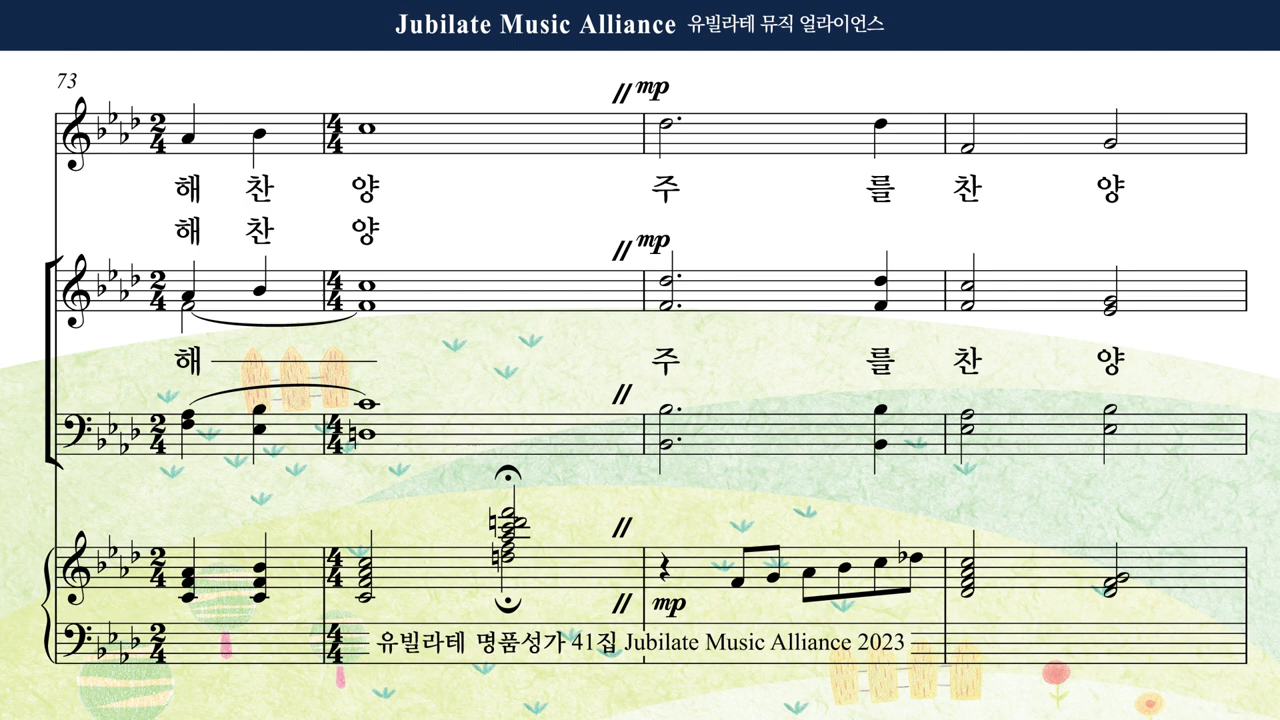 Jubilate Music Alliance 유빌라테 뮤직 얼라이언스
73
mp
해 찬 양 주 를 찬 양
해 찬 양
mp
해 주 를 찬 양
mp
유빌라테 명품성가 41집 Jubilate Music Alliance 2023